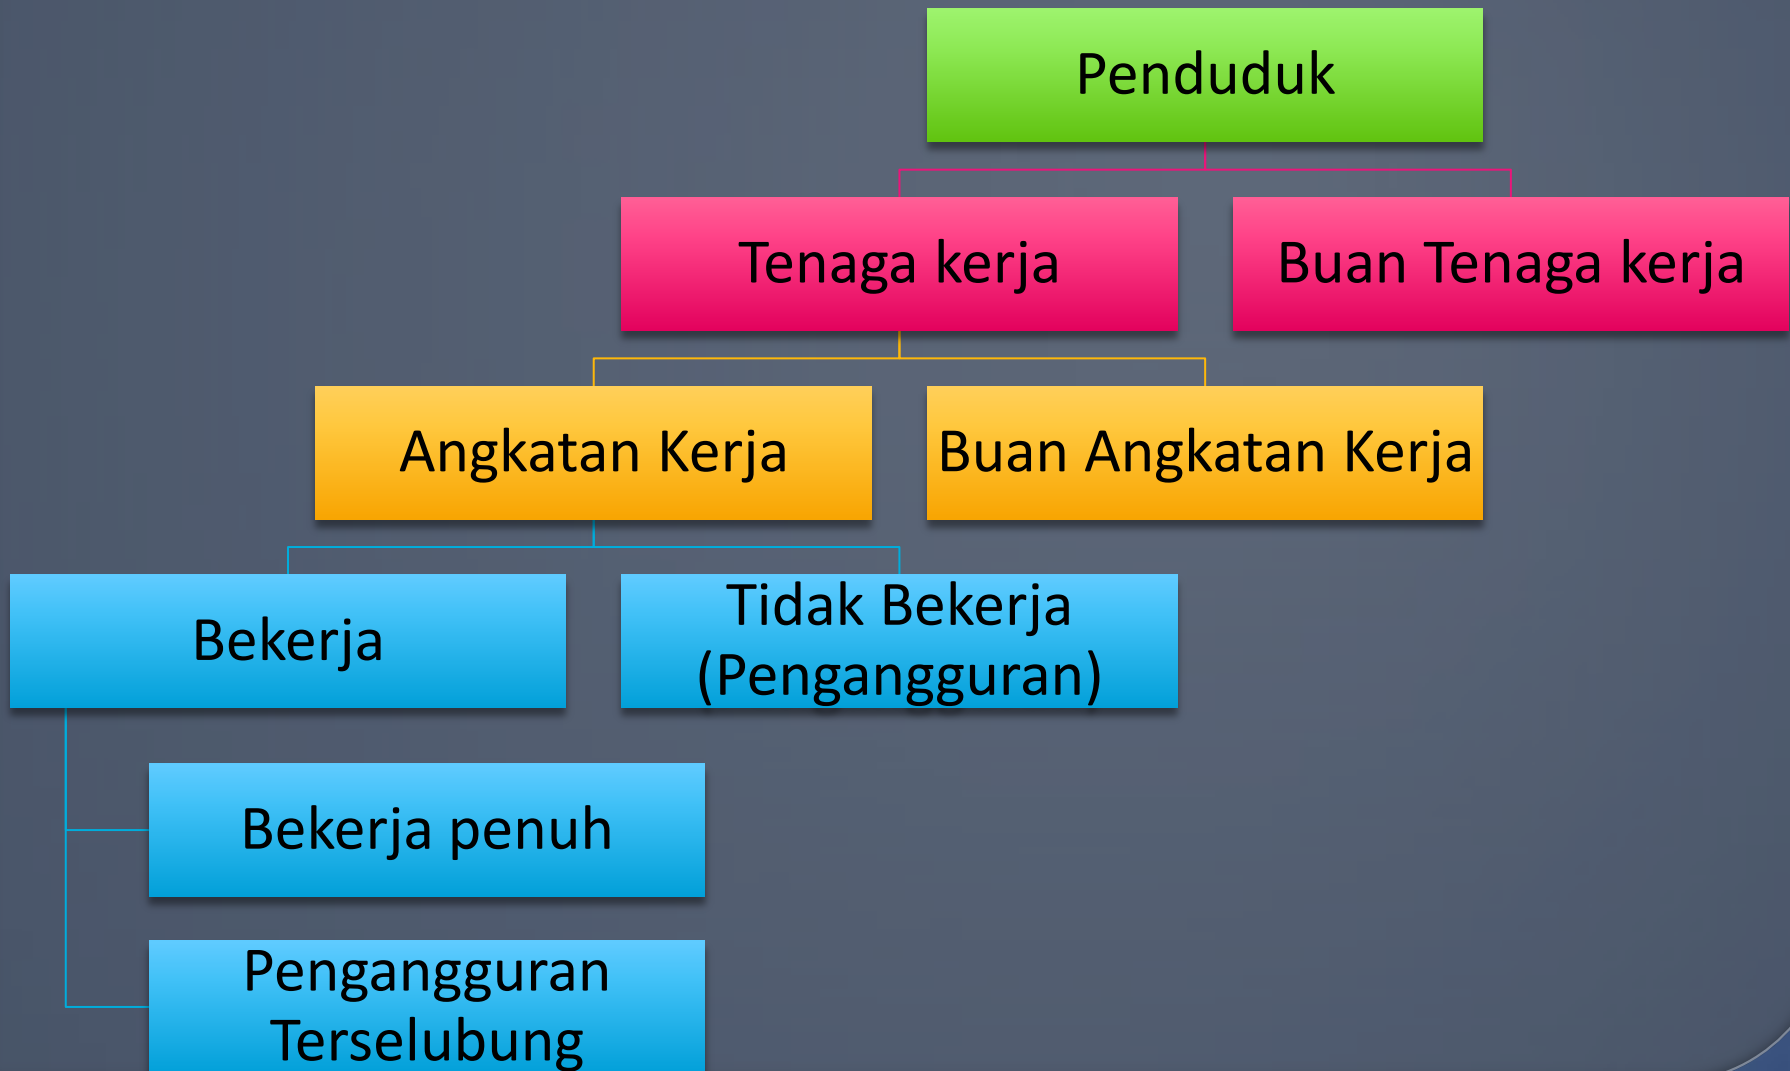 Penduduk
Tenaga kerja
Buan Tenaga kerja
Angkatan Kerja
Buan Angkatan Kerja
Bekerja
Tidak Bekerja
(Pengangguran)
Bekerja penuh
Pengangguran
Terselubung